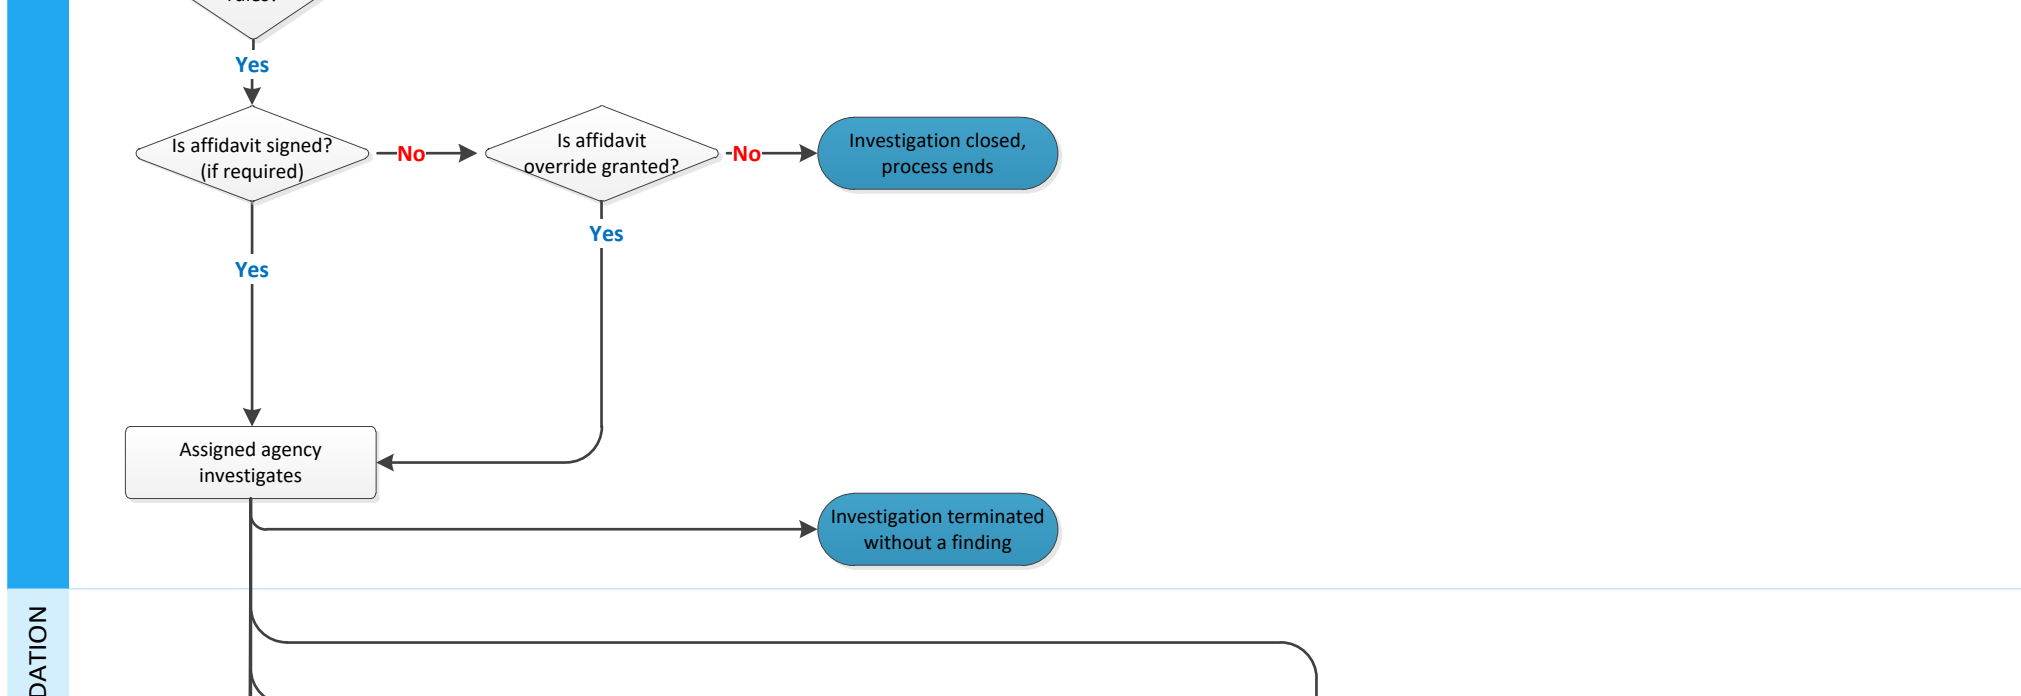 Yes
Is affidavit signed?
(if required)
No
Is affidavit
override granted?
No
Investigation closed,
process ends
Yes
Yes
Assigned agency
investigates
Investigation terminated
without a finding
DATION